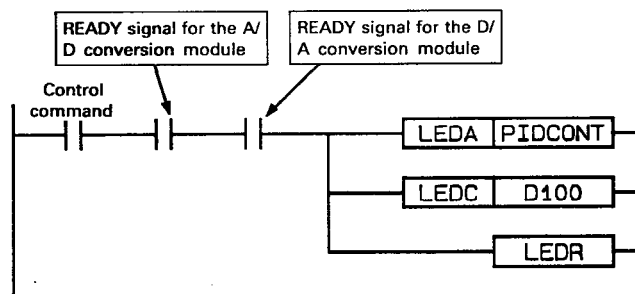 READY signal for the A/
D conversion module
READY signal for the D/
A conversion module
Control
command
LEDA PIDCONT
LEDC D100
LEDR